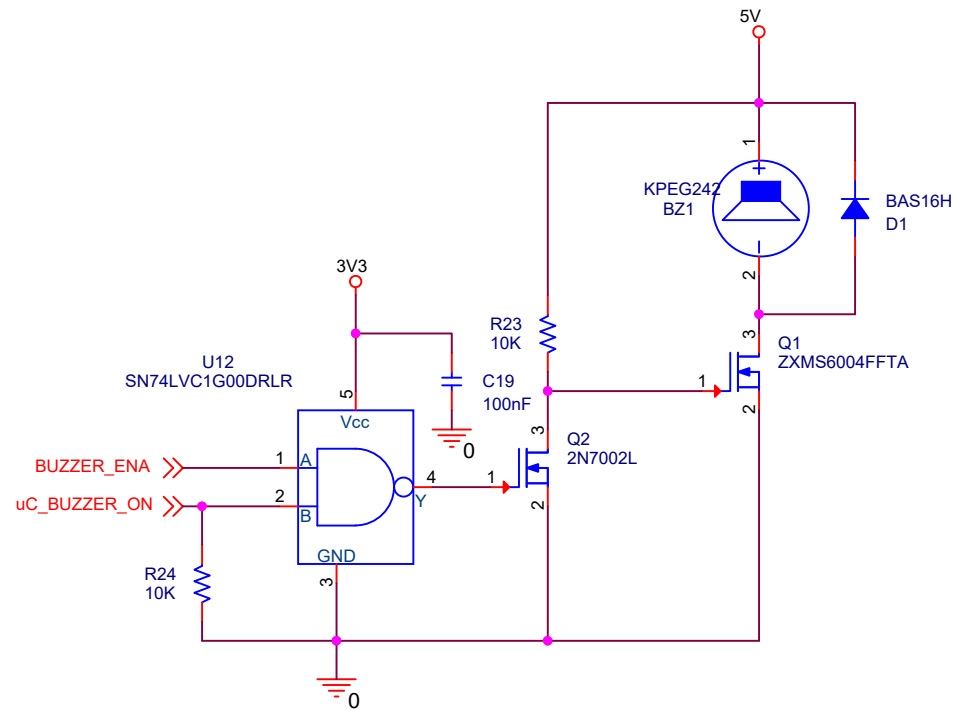 5V
1
KPEG242
BZ1
+
2
BAS16H
D1
3V3
R23
10K
3
Q1
ZXMS6004FFTA
1
2
U12
SN74LVC1G00DRLR
5
Vcc
C19
100nF
0
3
Q2
2N7002L
1
2
BUZZER_ENA
1
A
4
Y
uC_BUZZER_ON
2
B
GND
3
R24
10K
0